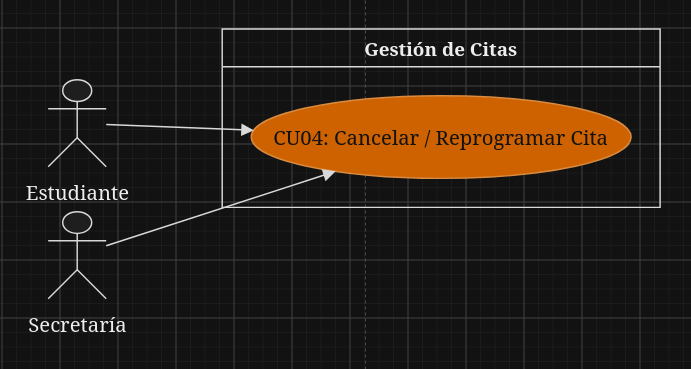 Gestión de Citas
CU04: Cancelar / Reprogramar Cita
Estudiante
Secretaría